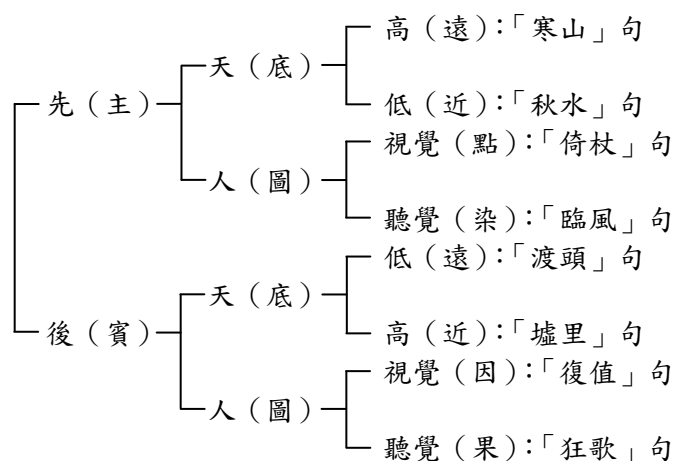 高（遠）：「寒山」句
天（底）
低（近）：「秋水」句
先（主）
視覺（點）：「倚杖」句
人（圖）
聽覺（染）：「臨風」句
低（遠）：「渡頭」句
天（底）
高（近）：「墟里」句
後（賓）
視覺（因）：「復值」句
人（圖）
聽覺（果）：「狂歌」句